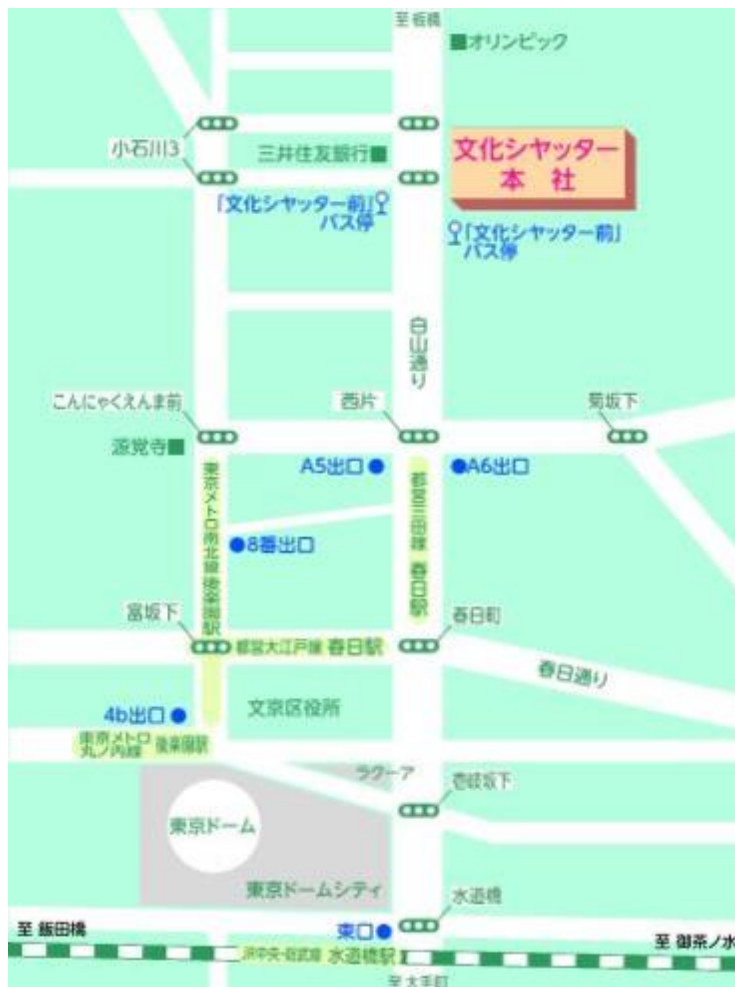 至 板橋
オリンピック
小石川3
三井住友銀行
文化シヤッター
本 社
「文化シヤッター前」
バス停
「文化シヤッター前」
バス停
白山通り
こんにゃくえんま前
西片
菊坂下
源覚寺
A5出口
A6出口
東京メトロ南北線後楽園駅
都営三田線 春日駅
8番出口
富坂下
都営大江戸線 春日駅
春日町
春日通り
4b出口
文京区役所
東京メトロ
丸ノ内線 後楽園駅
ラクーア
壱岐坂下
東京ドーム
東京ドームシティ
水道橋
至 飯田橋
東口
至 御茶ノ水
JR中央・総武線 水道橋駅
至 大手町